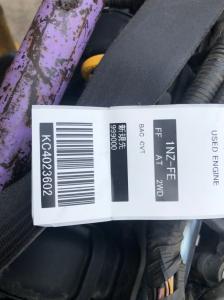 USED ENGINE
1NZ-FE
FF AT 2WD
BAC CVT
新規先
999000
KC4023602